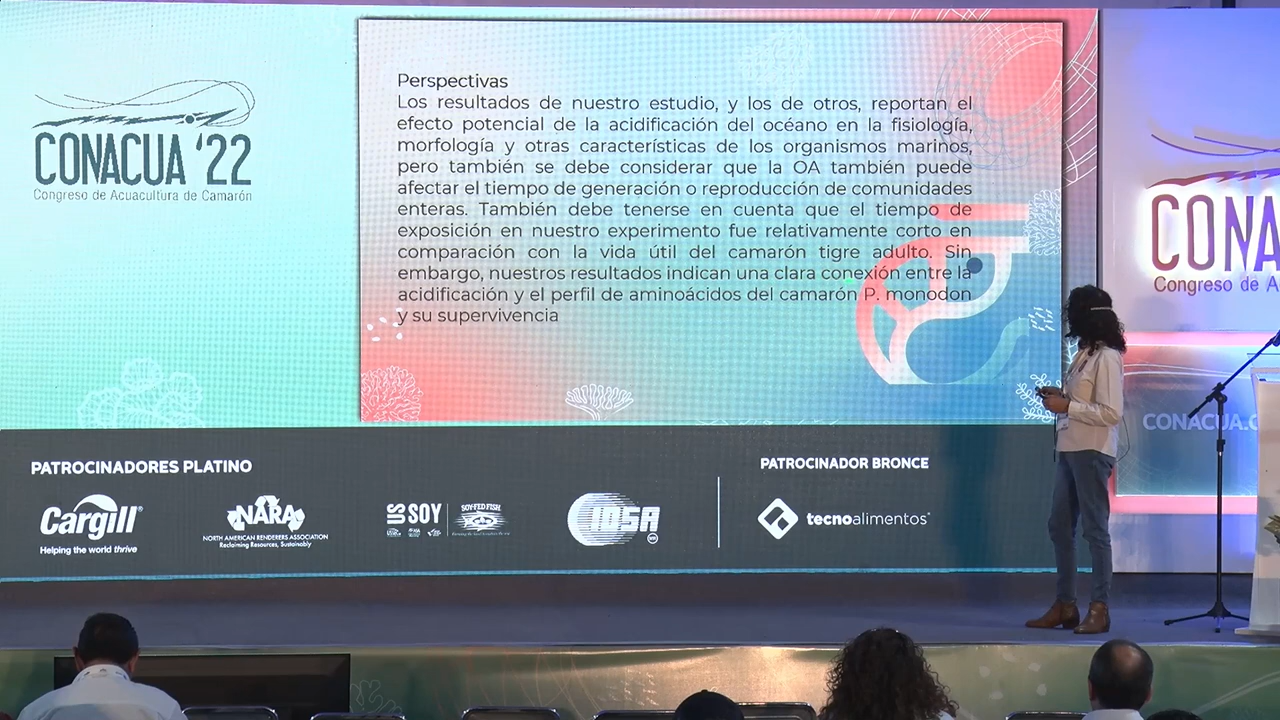 CONACUA '22
Congreso de Acuacultura de Camarón
Perspectivas
Los resultados de nuestro estudio, y los de otros, reportan el
efecto potencial de la acidificación del océano en la fisiología,
morfología y otras características de los organismos marinos,
pero también se debe considerar que la OA también puede
afectar el tiempo de generación o reproducción de comunidades
enteras. También debe tenerse en cuenta que el tiempo de
exposición en nuestro experimento fue relativamente corto en
comparación con la vida útil del camarón tigre adulto. Sin
embargo, nuestros resultados indican una clara conexión entre la
acidificación y el perfil de aminoácidos del camarón P. monodon
y su supervivencia
CONA
Congreso de A
CONACUA.C
PATROCINADORES PLATINO
Cargill®
Helping the world thrive
NARA
NORTH AMERICAN RENDERERS ASSOCIATION
Reclaiming Resources, Sustainably
US SOY
SOY-FED FISH
IOSA
PATROCINADOR BRONCE
tecnoalimentos